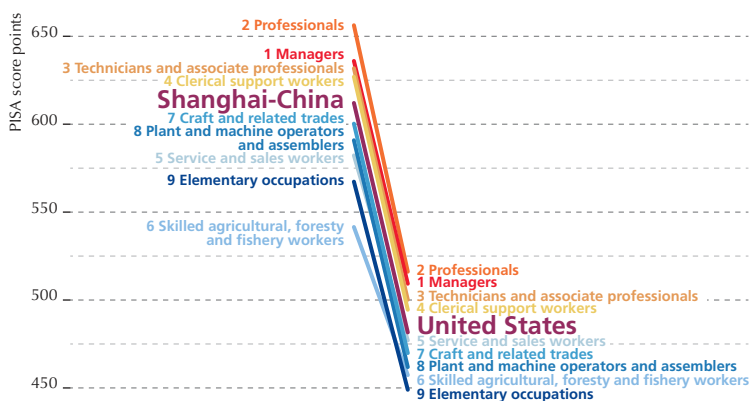 PISA score points
650
600
550
500
450
2 Professionals
1 Managers
3 Technicians and associate professionals
4 Clerical support workers
Shanghai-China
7 Craft and related trades
8 Plant and machine operators
and assemblers
5 Service and sales workers
9 Elementary occupations
6 Skilled agricultural, foresty
and fishery workers
2 Professionals
1 Managers
3 Technicians and associate professionals
4 Clerical support workers
United States
5 Service and sales workers
7 Craft and related trades
8 Plant and machine operators and assemblers
6 Skilled agricultural, foresty and fishery workers
9 Elementary occupations